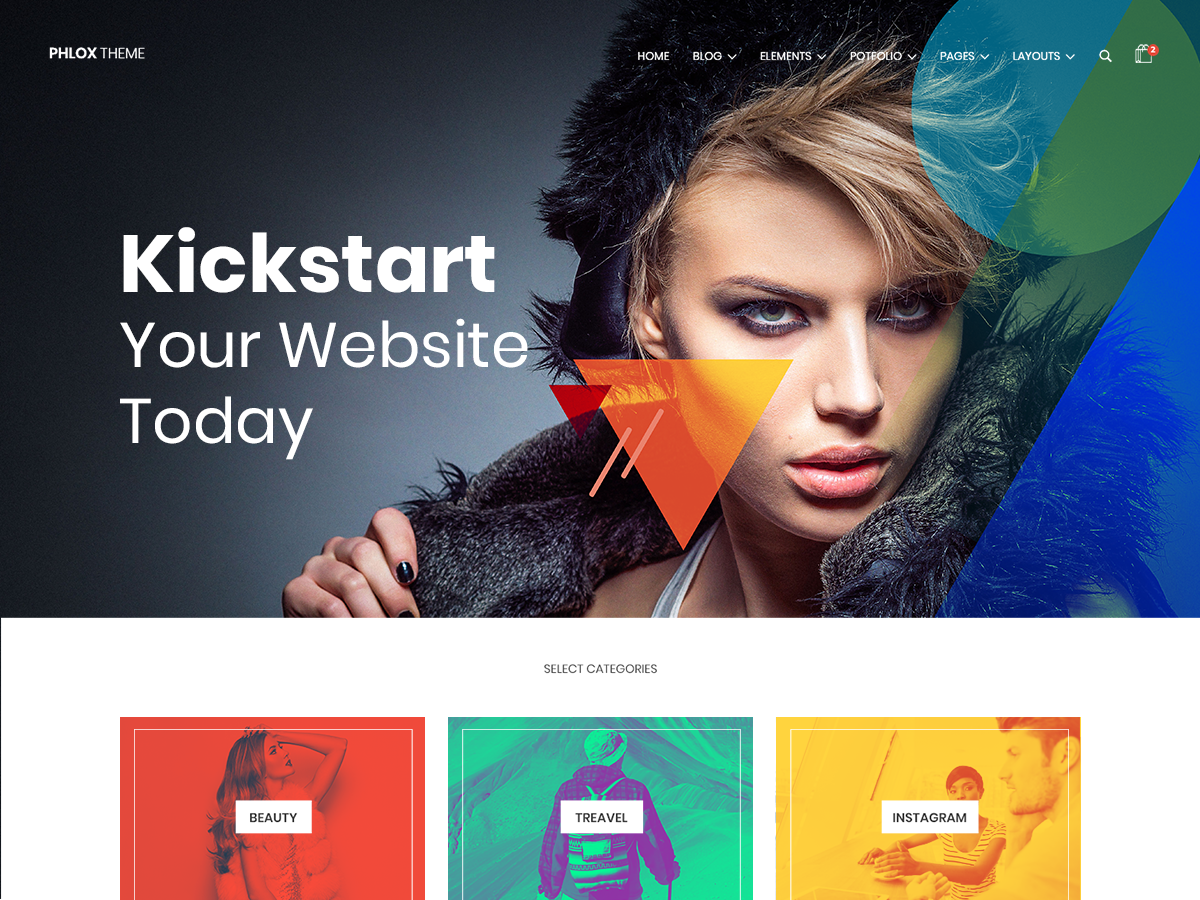 PHLOX THEME
HOME BLOG ELEMENTS POTFOLIO PAGES LAYOUTS 2
Kickstart
Your Website
Today
SELECT CATEGORIES
BEAUTY TREAVEL INSTAGRAM